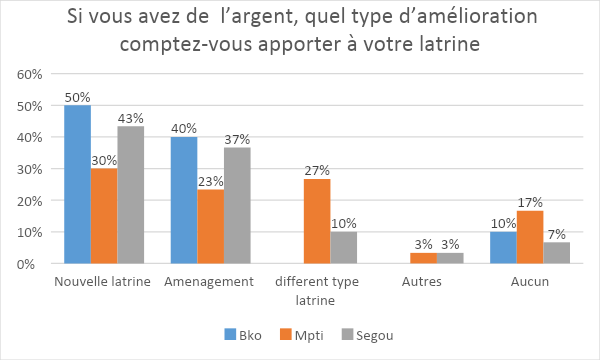 Si vous avez de  l’argent, quel type d’amélioration
comptez-vous apporter à votre latrine
60%
50%
40%
30%
20%
10%
0%
50%
30%
43%
40%
23%
37%
27%
10%
3%
3%
10%
17%
7%
Nouvelle latrine
Amenagement
different type
latrine
Autres
Aucun
Bko
Mpti
Segou